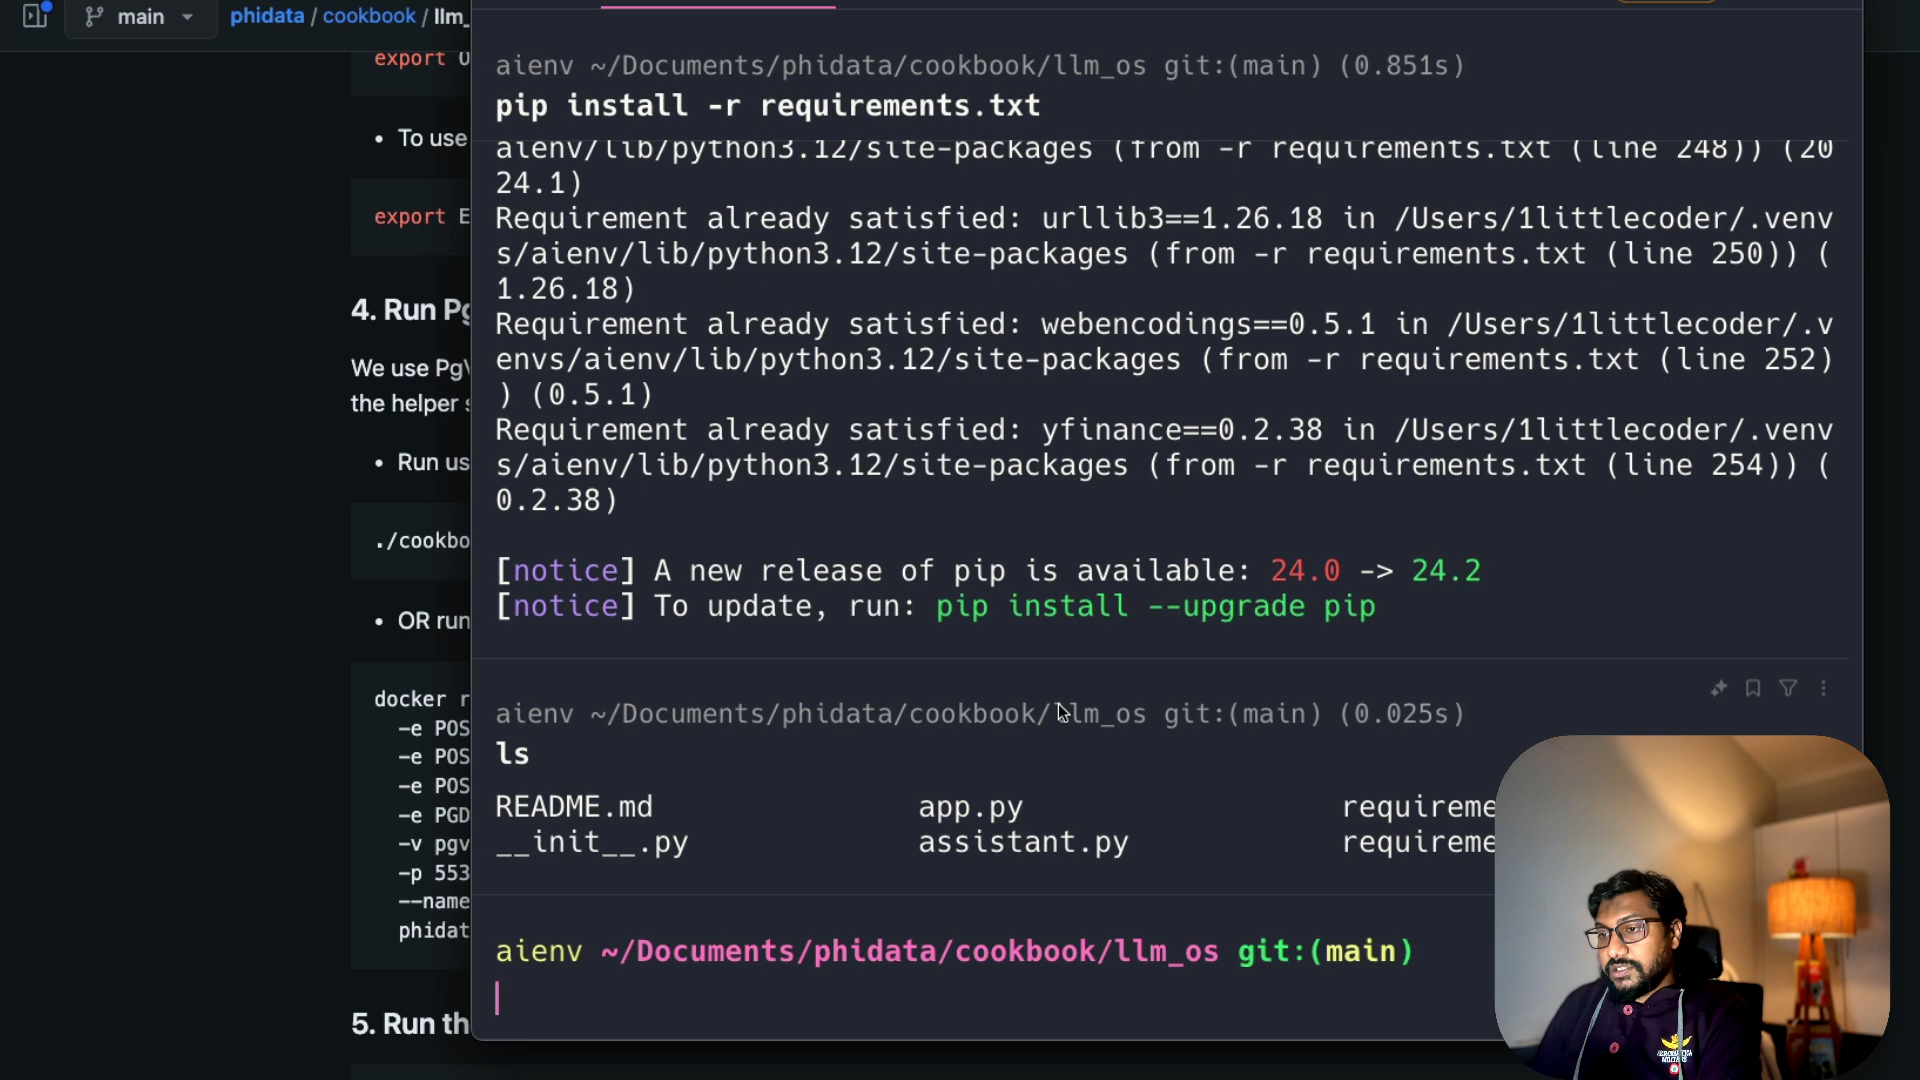 main
phidata / cookbook / llm_
export O
To use
export E
4. Run Pg
We use PgV
the helper s
Run us
./cookbo
OR run
docker r
-e POS
-e POS
-e POS
-e PGD
-v pgv
-p 553
--name
phidat
5. Run th
aienv ~/Documents/phidata/cookbook/llm_os git:(main) (0.851s)
pip install -r requirements.txt
aienv/lib/python3.12/site-packages (from -r requirements.txt (line 248)) (20
24.1)
Requirement already satisfied: urllib3==1.26.18 in /Users/1littlecoder/.venv
s/aienv/lib/python3.12/site-packages (from -r requirements.txt (line 250)) (
1.26.18)
Requirement already satisfied: webencodings==0.5.1 in /Users/1littlecoder/.v
envs/aienv/lib/python3.12/site-packages (from -r requirements.txt (line 252)
) (0.5.1)
Requirement already satisfied: yfinance==0.2.38 in /Users/1littlecoder/.venv
s/aienv/lib/python3.12/site-packages (from -r requirements.txt (line 254)) (
0.2.38)
[notice] A new release of pip is available: 24.0 -> 24.2
[notice] To update, run: pip install --upgrade pip
aienv ~/Documents/phidata/cookbook/llm_os git:(main) (0.025s)
ls
README.md app.py requireme
__init__.py assistant.py requireme
aienv ~/Documents/phidata/cookbook/llm_os git:(main)